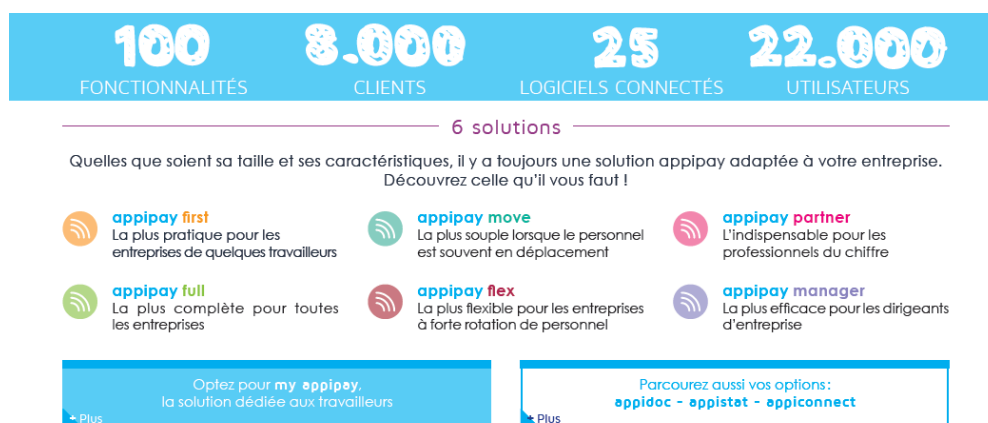 100
FONCTIONNALITÉS
8.000
CLIENTS
25
LOGICIELS CONNECTÉS
22.000
UTILISATEURS
6 solutions
Quelles que soient sa taille et ses caractéristiques, il y a toujours une solution appipay adaptée à votre entreprise.
Découvrez celle qu'il vous faut !
appipay first
La plus pratique pour les
entreprises de quelques travailleurs
appipay move
La plus souple lorsque le personnel
est souvent en déplacement
appipay partner
L'indispensable pour les
professionnels du chiffre
appipay full
La plus complète pour toutes
les entreprises
appipay flex
La plus flexible pour les entreprises
à forte rotation de personnel
appipay manager
La plus efficace pour les dirigeants
d'entreprise
Optez pour my appipay,
la solution dédiée aux travailleurs
+ Plus
Parcourez aussi vos options :
appidoc - appistat - appiconnect
+ Plus